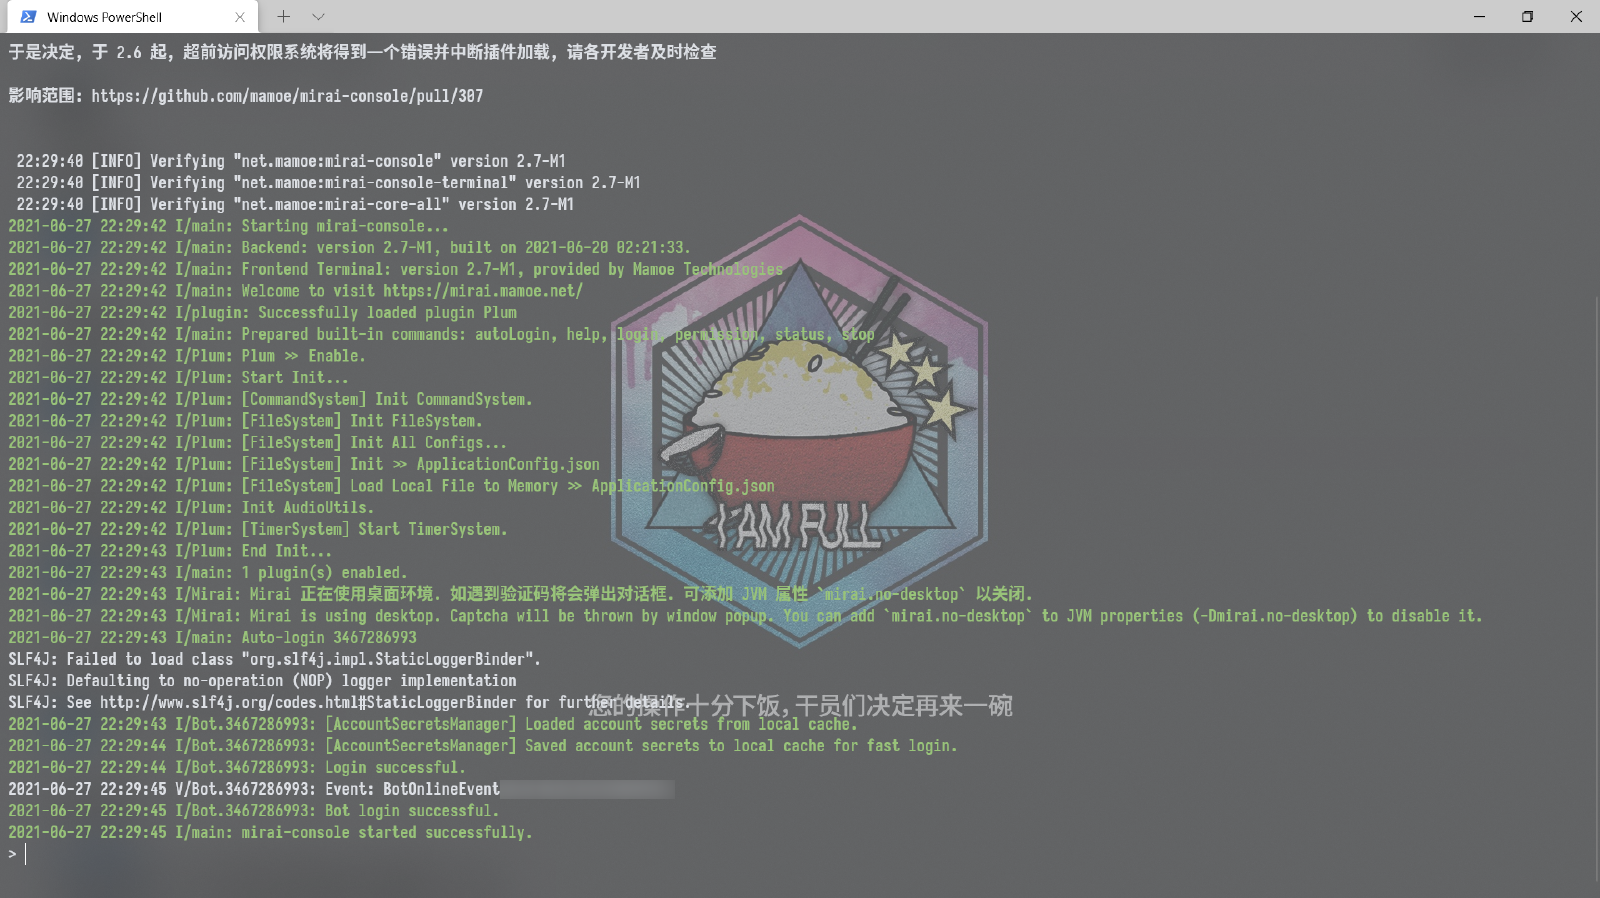 Windows PowerShell
于是决定，于 2.6 起，超前访问权限系统将得到一个错误并中断插件加载，请各开发者及时检查
影响范围: https://github.com/mamoe/mirai-console/pull/307
22:29:40 [INFO] Verifying "net.mamoe:mirai-console" version 2.7-M1
22:29:40 [INFO] Verifying "net.mamoe:mirai-console-terminal" version 2.7-M1
22:29:40 [INFO] Verifying "net.mamoe:mirai-core-all" version 2.7-M1
2021-06-27 22:29:42 I/main: Starting mirai-console...
2021-06-27 22:29:42 I/main: Backend: version 2.7-M1, built on 2021-06-20 02:21:33.
2021-06-27 22:29:42 I/main: Frontend Terminal: version 2.7-M1, provided by Mamoe Technologies
2021-06-27 22:29:42 I/main: Welcome to visit https://mirai.mamoe.net/
2021-06-27 22:29:42 I/plugin: Successfully loaded plugin Plum
2021-06-27 22:29:42 I/main: Prepared built-in commands: autoLogin, help, login, permission, status, stop
2021-06-27 22:29:42 I/Plum: Plum >> Enable.
2021-06-27 22:29:42 I/Plum: Start Init...
2021-06-27 22:29:42 I/Plum: [CommandSystem] Init CommandSystem.
2021-06-27 22:29:42 I/Plum: [FileSystem] Init FileSystem.
2021-06-27 22:29:42 I/Plum: [FileSystem] Init All Configs...
2021-06-27 22:29:42 I/Plum: [FileSystem] Init >> ApplicationConfig.json
2021-06-27 22:29:42 I/Plum: [FileSystem] Load Local File to Memory >> ApplicationConfig.json
2021-06-27 22:29:42 I/Plum: Init AudioUtils.
2021-06-27 22:29:42 I/Plum: [TimerSystem] Start TimerSystem.
2021-06-27 22:29:43 I/Plum: End Init...
2021-06-27 22:29:43 I/main: 1 plugin(s) enabled.
2021-06-27 22:29:43 I/Mirai: Mirai 正在使用桌面环境. 如遇到验证码将会弹出对话框. 可添加 JVM 属性 `mirai.no-desktop` 以关闭.
2021-06-27 22:29:43 I/Mirai: Mirai is using desktop. Captcha will be thrown by window popup. You can add `mirai.no-desktop` to JVM properties (-Dmirai.no-desktop) to disable it.
2021-06-27 22:29:43 I/main: Auto-login 3467286993
SLF4J: Failed to load class "org.slf4j.impl.StaticLoggerBinder".
SLF4J: Defaulting to no-operation (NOP) logger implementation
SLF4J: See http://www.slf4j.org/codes.html#StaticLoggerBinder for further details.
2021-06-27 22:29:43 I/Bot.3467286993: [AccountSecretsManager] Loaded account secrets from local cache.
2021-06-27 22:29:44 I/Bot.3467286993: [AccountSecretsManager] Saved account secrets to local cache for fast login.
2021-06-27 22:29:44 I/Bot.3467286993: Login successful.
2021-06-27 22:29:45 V/Bot.3467286993: Event: BotOnlineEvent
2021-06-27 22:29:45 I/Bot.3467286993: Bot login successful.
2021-06-27 22:29:45 I/main: mirai-console started successfully.
>
I AM FULL
您的操作十分下饭，干员们决定再来一碗